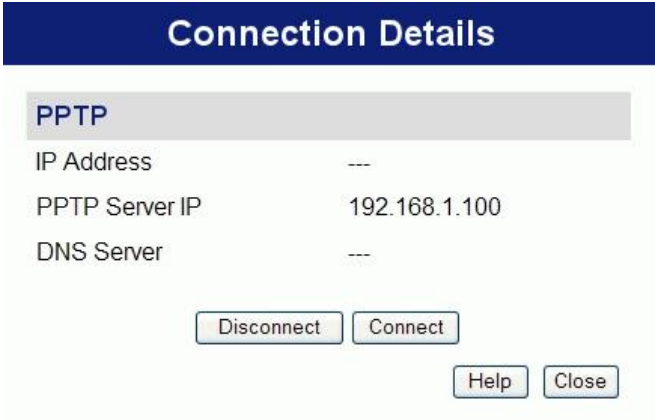 Connection Details
PPTP
IP Address ---
PPTP Server IP 192.168.1.100
DNS Server ---
Disconnect Connect
Help Close